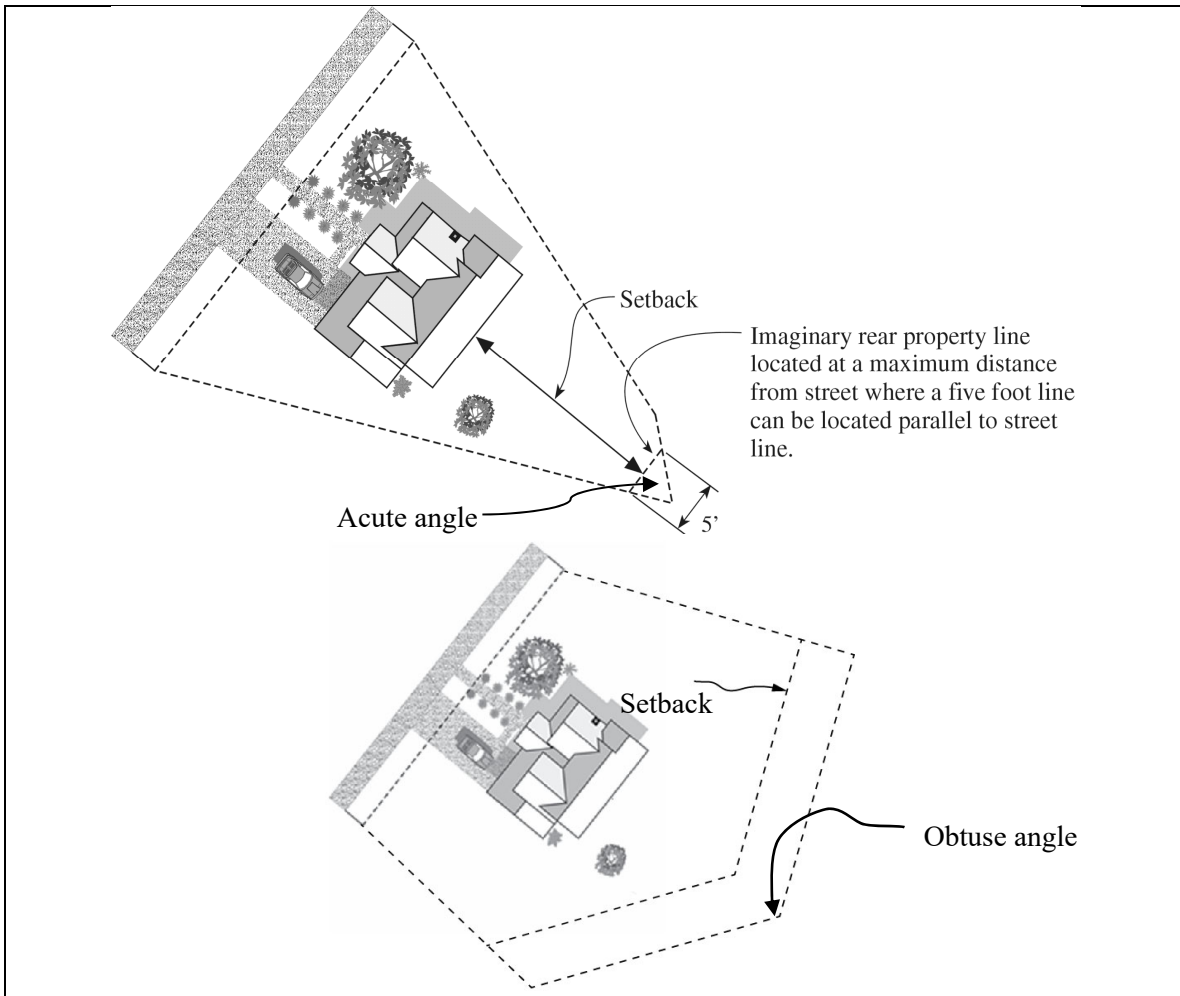 Setback
Imaginary rear property line
located at a maximum distance
from street where a five foot line
can be located parallel to street
line.
Acute angle
5’
Setback
Obtuse angle